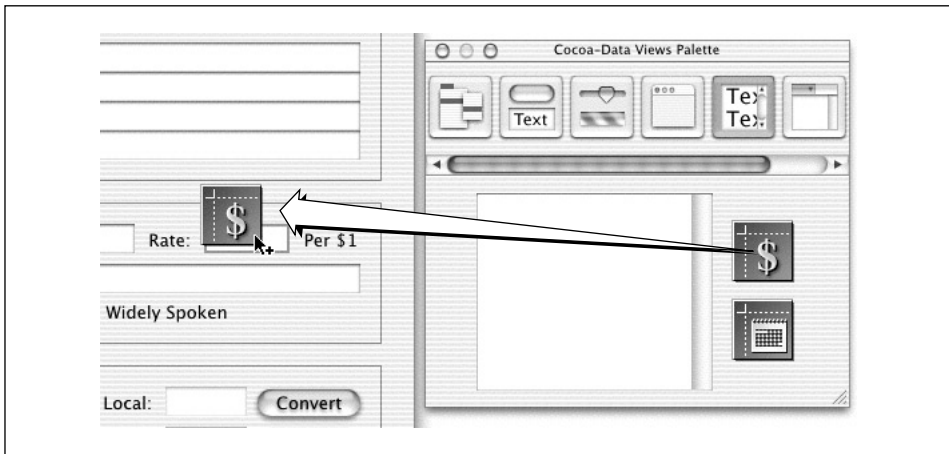 Cocoa-Data Views Palette
Text
Tex
Tex
$
Rate:
Per $1
$
Widely Spoken
Local:
Convert